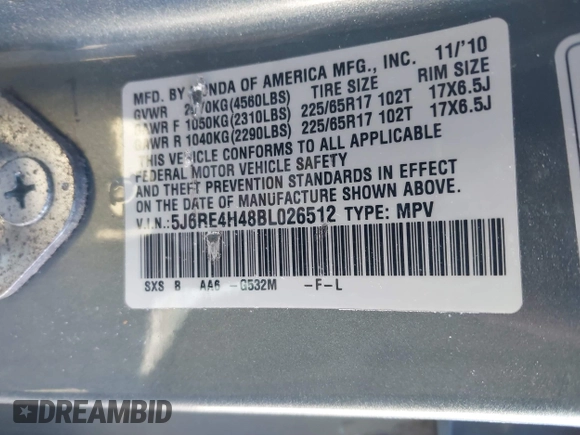 MFD. BY HONDA OF AMERICA MFG., INC. 11/'10
GVWR (4560LBS) TIRE SIZE RIM SIZE
GAWR F 1050KG(2310LBS) 225/65R17 102T 17X6.5J
GAWR R 1040KG(2290LBS) 225/65R17 102T 17X6.5J
THIS VEHICLE CONFORMS TO ALL APPLICABLE
FEDERAL MOTOR VEHICLE SAFETY
AND THEFT PREVENTION STANDARDS IN EFFECT
ON THE DATE OF MANUFACTURE SHOWN ABOVE.
V.I.N.:5J6RE4H48BL026512 TYPE: MPV
SXS 8 AA6 -G532M -F-L
DREAMBID